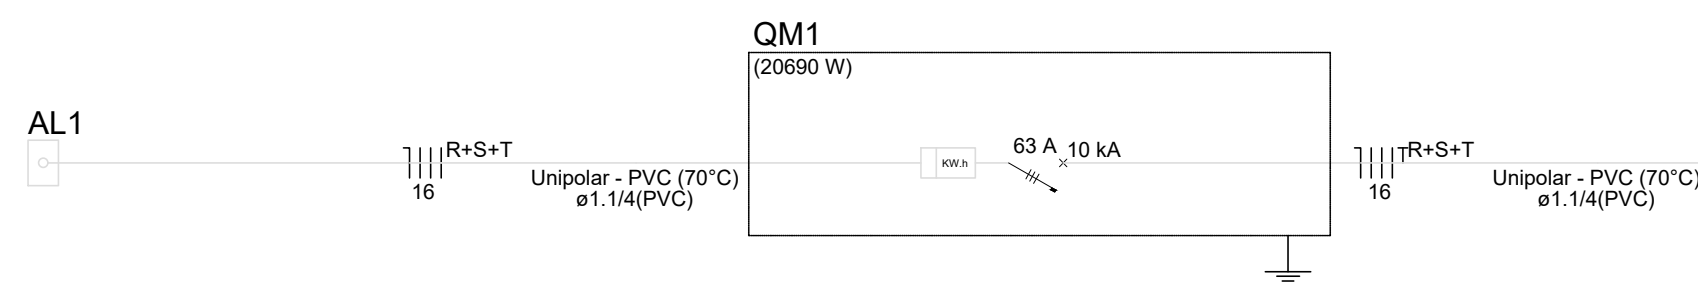 QM1
(20690 W)
AL1
R+S+T
16
Unipolar - PVC (70°C)
ø1.1/4(PVC)
KW.h
63 A
10 kA
R+S+T
16
Unipolar - PVC (70°C)
ø1.1/4(PVC)